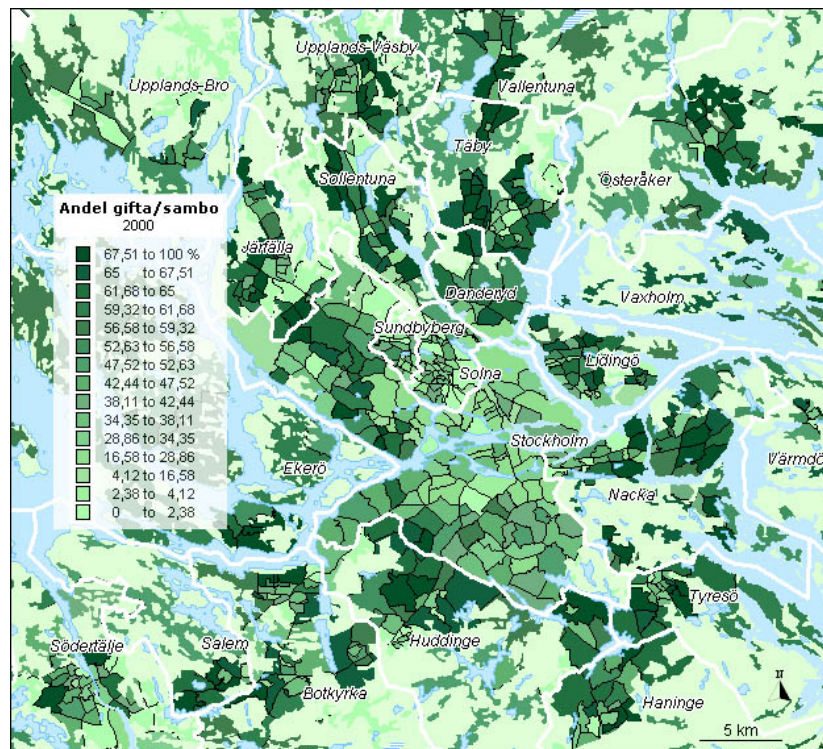 Upplands-Väsby
Upplands-Bro
Vallentuna
Täby
Sollentuna
Österåker
Andel gifta/sambo
2000
67,51 to 100 %
65 to 67,51
61,68 to 65
59,32 to 61,68
56,58 to 59,32
52,63 to 56,58
47,52 to 52,63
42,44 to 47,52
38,11 to 42,44
34,35 to 38,11
28,86 to 34,35
16,58 to 28,86
4,12 to 16,58
2,38 to 4,12
0 to 2,38
Järfälla
Danderyd
Vaxholm
Sundbyberg
Lidingö
Solna
Stockholm
Ekerö
Värmdö
Nacka
Tyresö
Södertälje
Salem
Huddinge
Botkyrka
Haninge
N
5 km